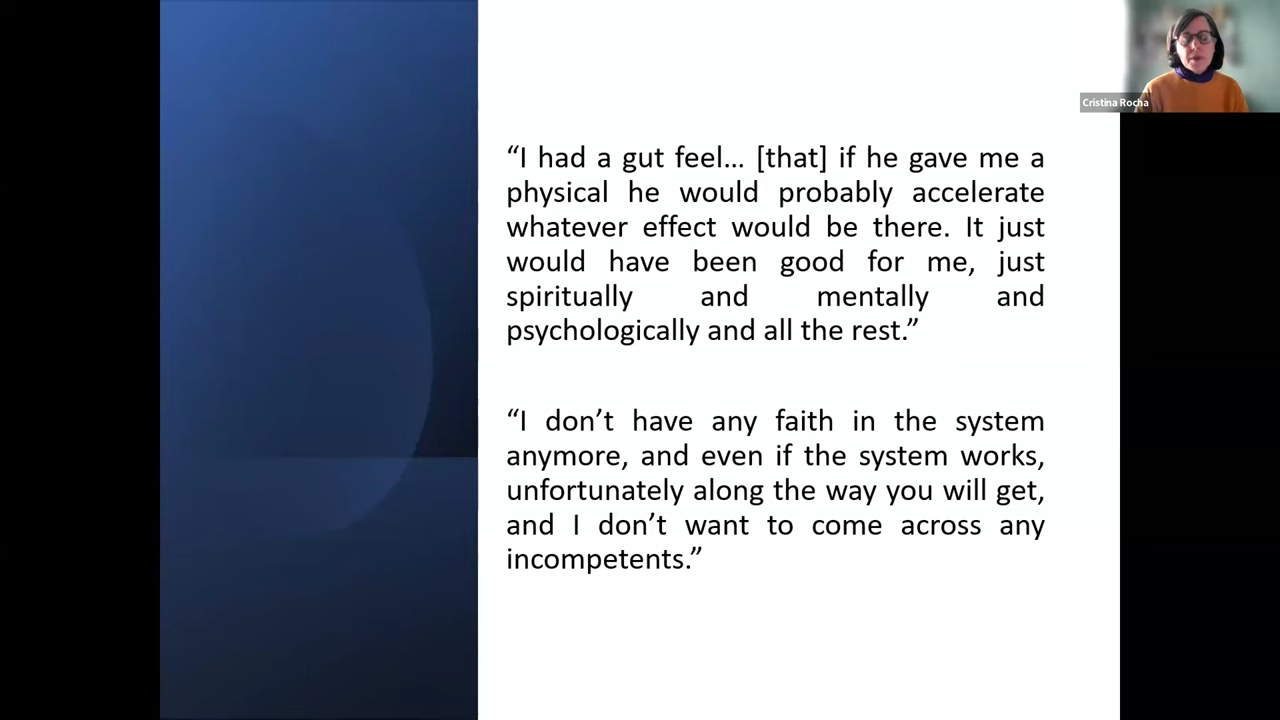 Cristina Rocha
“I had a gut feel... [that] if he gave me a
physical he would probably accelerate
whatever effect would be there. It just
would have been good for me, just
spiritually and mentally and
psychologically and all the rest.”
“I don’t have any faith in the system
anymore, and even if the system works,
unfortunately along the way you will get,
and I don’t want to come across any
incompetents.”